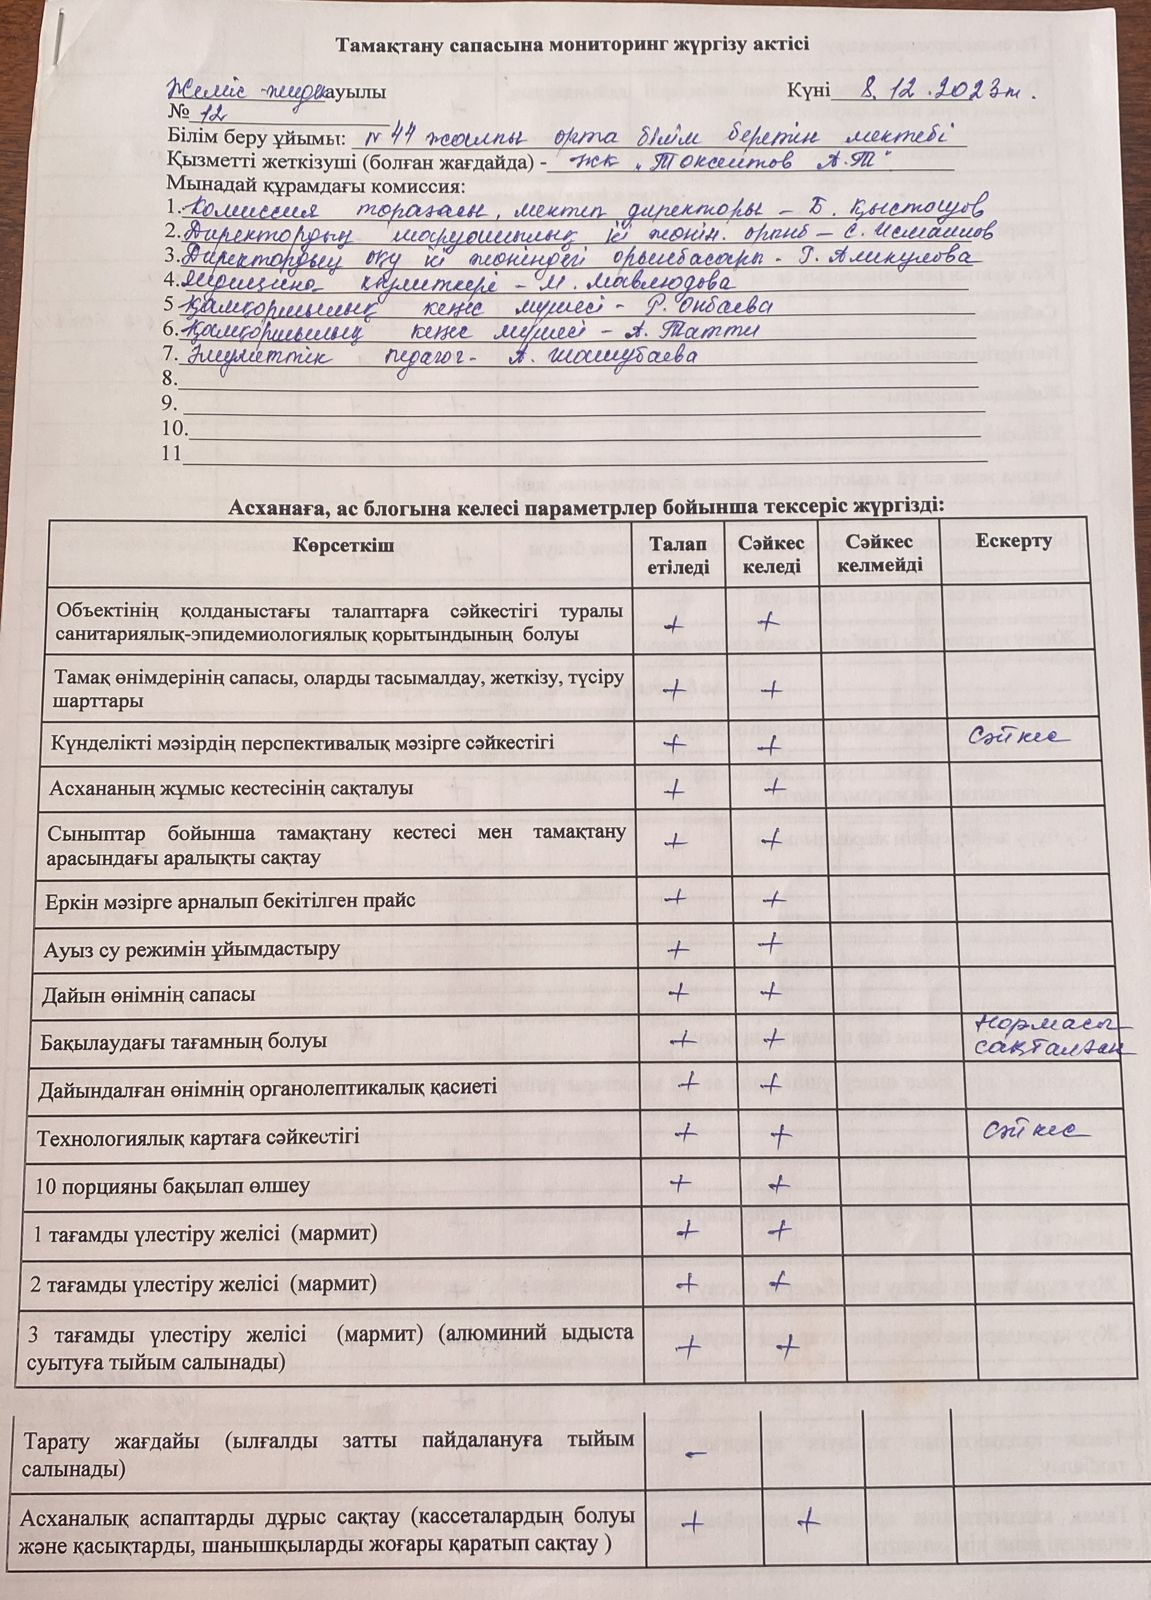 Тамақтану сапасына мониторинг жүргізу актісі
Жеміс -жидек ауылы Күні 8.12.2023ж.
№ 12
Білім беру ұйымы: N 44 жалпы орта білім беретін мектебі
Қызметті жеткізуші (болған жағдайда) - ЖК "Токсеитов А.Т"
Мынадай құрамдағы комиссия:
1. Комиссия төрағасы, мектеп директоры - Б. Қыстаубов
2. Директордың шаруашылық ісі жөнін. орынб - С. Исмаилов
3. Директордың оқу ісі жөніндегі орынбасары - Г. Аликулова
4. Медицина қызметкері - М. Мавлюдова
5 Қамқоршылық кеңес мүшесі - Р. Онбаева
6. Қамқоршылық кеңес мүшесі - А. Татти
7. Әлуметтік педагог - А. Шашубаева
8.
9.
10.
11
Асханаға, ас блогына келесі параметрлер бойынша тексеріс жүргізді:
Көрсеткіш Талап Сәйкес Сәйкес Ескерту
етіледі келеді келмейді
Объектінің қолданыстағы талаптарға сәйкестігі туралы
санитариялық-эпидемиологиялық қорытындының болуы + +
Тамақ өнімдерінің сапасы, оларды тасымалдау, жеткізу, түсіру
шарттары + +
Күнделікті мәзірдің перспективалық мәзірге сәйкестігі + + Сәйкес
Асхананың жұмыс кестесінің сақталуы + +
Сыныптар бойынша тамақтану кестесі мен тамақтану
арасындағы аралықты сақтау + +
Еркін мәзірге арналып бекітілген прайс + +
Ауыз су режимін ұйымдастыру + +
Дайын өнімнің сапасы + +
Бақылаудағы тағамның болуы + + Нормасы
сақталған
Дайындалған өнімнің органолептикалық қасиеті + +
Технологиялық картаға сәйкестігі + + Сәйкес
10 порцияны бақылап өлшеу + +
1 тағамды үлестіру желісі (мармит) + +
2 тағамды үлестіру желісі (мармит) + +
3 тағамды үлестіру желісі (мармит) (алюминий ыдыста
суытуға тыйым салынады) + +
Тарату жағдайы (ылғалды затты пайдалануға тыйым
салынады) -
Асханалық аспаптарды дұрыс сақтау (кассеталардың болуы
және қасықтарды, шанышқыларды жоғары қаратып сақтау ) + +